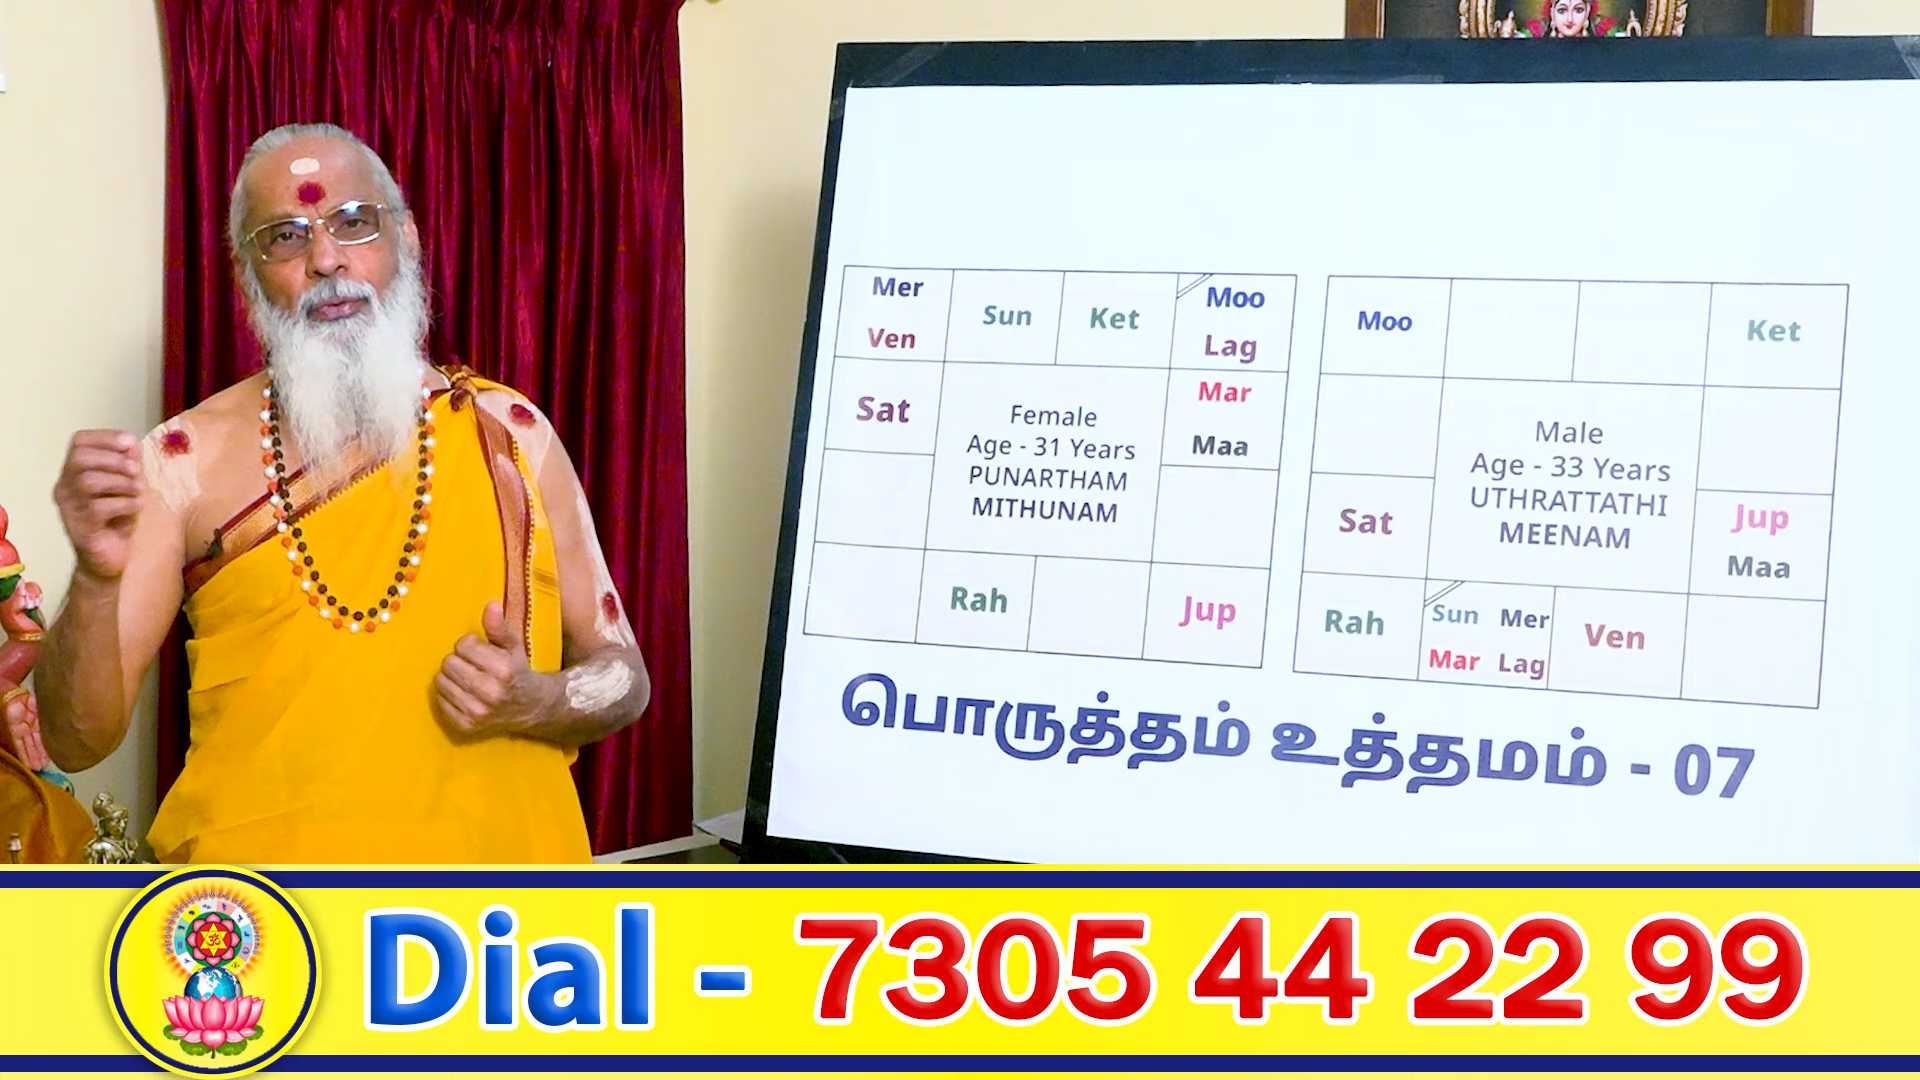 Mer
Ven
Sun
Ket
Moo
Lag
Sat
Mar
Maa
Female
Age - 31 Years
PUNARTHAM
MITHUNAM
Rah
Jup
Moo
Ket
Male
Age - 33 Years
UTHRATTATHI
MEENAM
Sat
Jup
Maa
Rah
Sun Mer
Mar Lag
Ven
பொருத்தம் உத்தமம் - 07
Dial - 7305 44 22 99